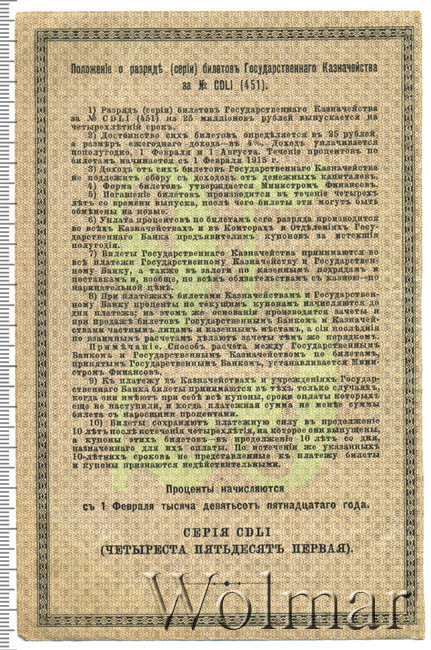 Положеніе о разрядѣ (серіи) билетовъ Государственнаго Казначейства
за № CDLI (451).
1) Разрядъ (серія) билетовъ Государственнаго Казначейства
за № CDLI (451) на 25 милліоновъ рублей выпускается на
четырехлѣтній срокъ.
2) Достоинство сихъ билетовъ опредѣляется въ 25 рублей,
а размѣръ ежегоднаго дохода—въ 4%. Доходъ уплачивается
полугодно, 1 Февраля и 1 Августа. Теченіе процентовъ по
билетамъ начинается съ 1 Февраля 1915 г.
3) Доходъ отъ сихъ билетовъ Государственнаго Казначейства
не подлежитъ сбору съ доходовъ отъ денежныхъ капиталовъ.
4) Форма билетовъ утверждается Министромъ Финансовъ.
5) Погашеніе билетовъ производится въ теченіе четырехъ
лѣтъ со времени выпуска, послѣ чего билеты эти могутъ быть
обмѣнены на новые.
6) Уплата процентовъ по билетамъ сего разряда производится
во всѣхъ Казначействахъ и въ Конторахъ и Отдѣленіяхъ Госу-
дарственнаго Банка предъявителямъ купоновъ за истекшія
полугодія.
7) Билеты Государственнаго Казначейства принимаются во
всѣ платежи Государственному Казначейству и Государственно-
му Банку, а также въ залоги по казеннымъ подрядамъ и
поставкамъ и, вообще, по всѣмъ обязательствамъ съ казною—по
нарицательной цѣнѣ.
8) При платежахъ билетами Казначействамъ и Государствен-
ному Банку проценты по текущимъ купонамъ начисляются до
дня платежа; на этомъ же основаніи производятся зачеты и
при продажѣ билетовъ Государственнымъ Банкомъ и Казначей-
ствами частнымъ лицамъ и казеннымъ мѣстамъ, а сіи послѣднія
по взаимнымъ расчетамъ дѣлаютъ зачеты тѣмъ же порядкомъ.
Примѣчаніе. Способъ расчета между Государственнымъ
Банкомъ и Государственнымъ Казначействомъ по билетамъ,
принятымъ Государственнымъ Банкомъ, устанавливается Мини-
стромъ Финансовъ.
9) Къ платежу въ Казначействахъ и учрежденіяхъ Государ-
ственнаго Банка билеты принимаются въ тѣхъ только случаяхъ,
когда они имѣютъ при себѣ всѣ купоны, сроки оплаты которыхъ
еще не наступили, и когда платежная сумма не менѣе суммы
билета съ наросшими процентами.
10) Билеты сохраняютъ платежную силу въ продолженіе
10 лѣтъ послѣ истеченія четырехлѣтія, на которое они выпущены,
а купоны этихъ билетовъ—въ продолженіе 10 лѣтъ со дня,
назначеннаго для ихъ оплаты. По истеченіи же указанныхъ
10-лѣтнихъ сроковъ не представленные къ платежу билеты
и купоны признаются недѣйствительными.
Проценты начисляются
съ 1 Февраля тысяча девятьсотъ пятнадцатаго года.
СЕРІЯ CDLI
(ЧЕТЫРЕСТА ПЯТЬДЕСЯТЪ ПЕРВАЯ).
Wolmar